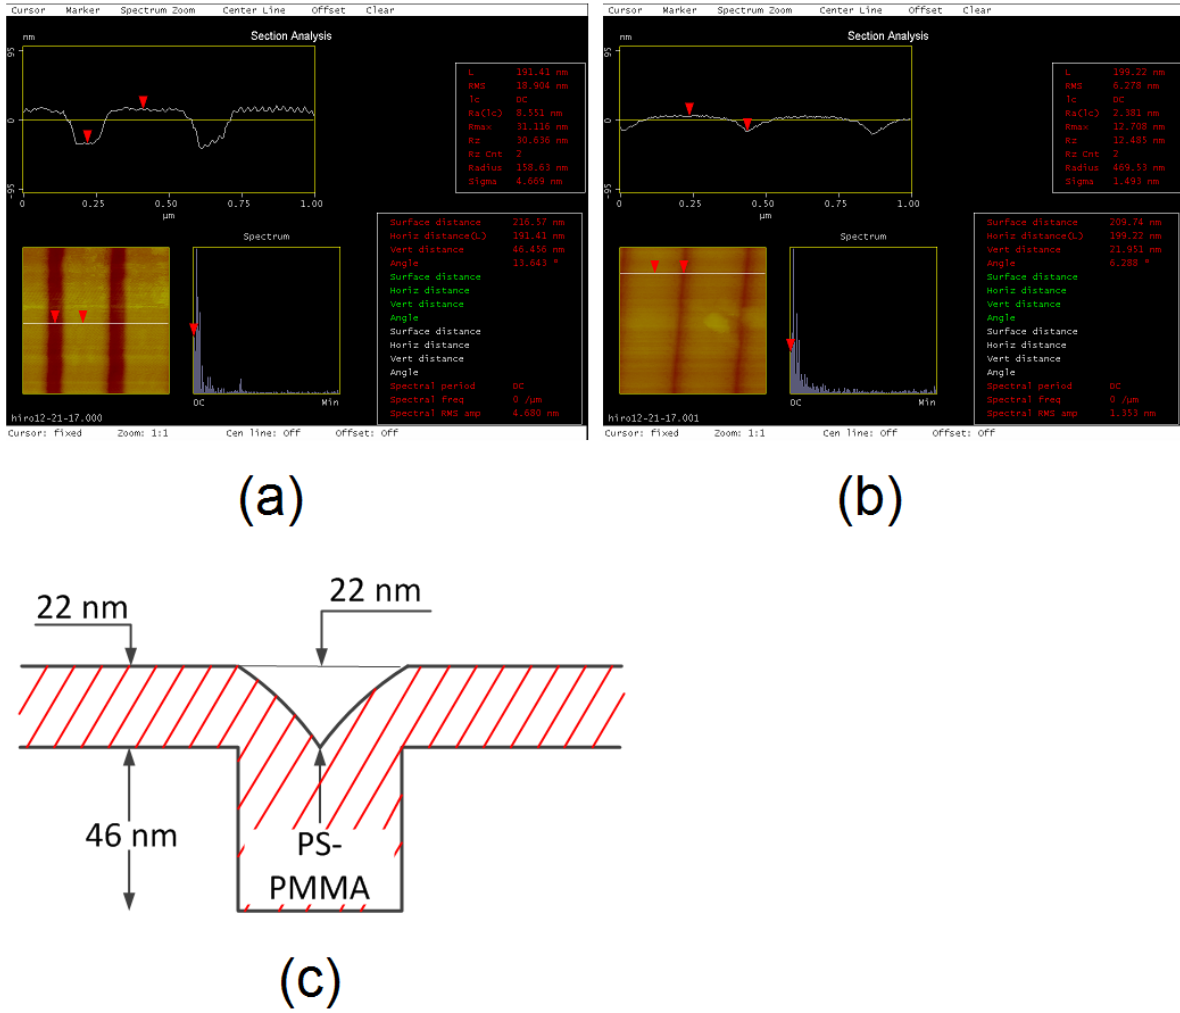 Cursor Marker Spectrum Zoom Center Line Offset Clear
nm
Section Analysis
95
0
-95
0 0.25 0.50 0.75 1.00
µm
L 191.41 nm
RMS 18.904 nm
lc DC
Ra(lc) 8.551 nm
Rmax 31.116 nm
Rz 30.636 nm
Rz Cnt 2
Radius 158.63 nm
Sigma 4.669 nm
Surface distance 216.57 nm
Horiz distance(L) 191.41 nm
Vert distance 46.456 nm
Angle 13.643 °
Surface distance
Horiz distance
Vert distance
Angle
Surface distance
Horiz distance
Vert distance
Angle
Spectral period DC
Spectral freq 0 /µm
Spectral RMS amp 4.680 nm
Spectrum
DC Min
hiro12-21-17.000
Cursor: fixed Zoom: 1:1 Cen line: Off Offset: Off
(a)
Cursor Marker Spectrum Zoom Center Line Offset Clear
nm
Section Analysis
95
0
-95
0 0.25 0.50 0.75 1.00
µm
L 199.22 nm
RMS 6.278 nm
lc DC
Ra(lc) 2.381 nm
Rmax 12.708 nm
Rz 12.485 nm
Rz Cnt 2
Radius 469.53 nm
Sigma 1.493 nm
Surface distance 209.74 nm
Horiz distance(L) 199.22 nm
Vert distance 21.951 nm
Angle 6.288 °
Surface distance
Horiz distance
Vert distance
Angle
Surface distance
Horiz distance
Vert distance
Angle
Spectral period DC
Spectral freq 0 /µm
Spectral RMS amp 1.353 nm
Spectrum
DC Min
hiro12-21-17.001
Cursor: fixed Zoom: 1:1 Cen line: Off Offset: Off
(b)
22 nm
22 nm
46 nm
PS-
PMMA
(c)